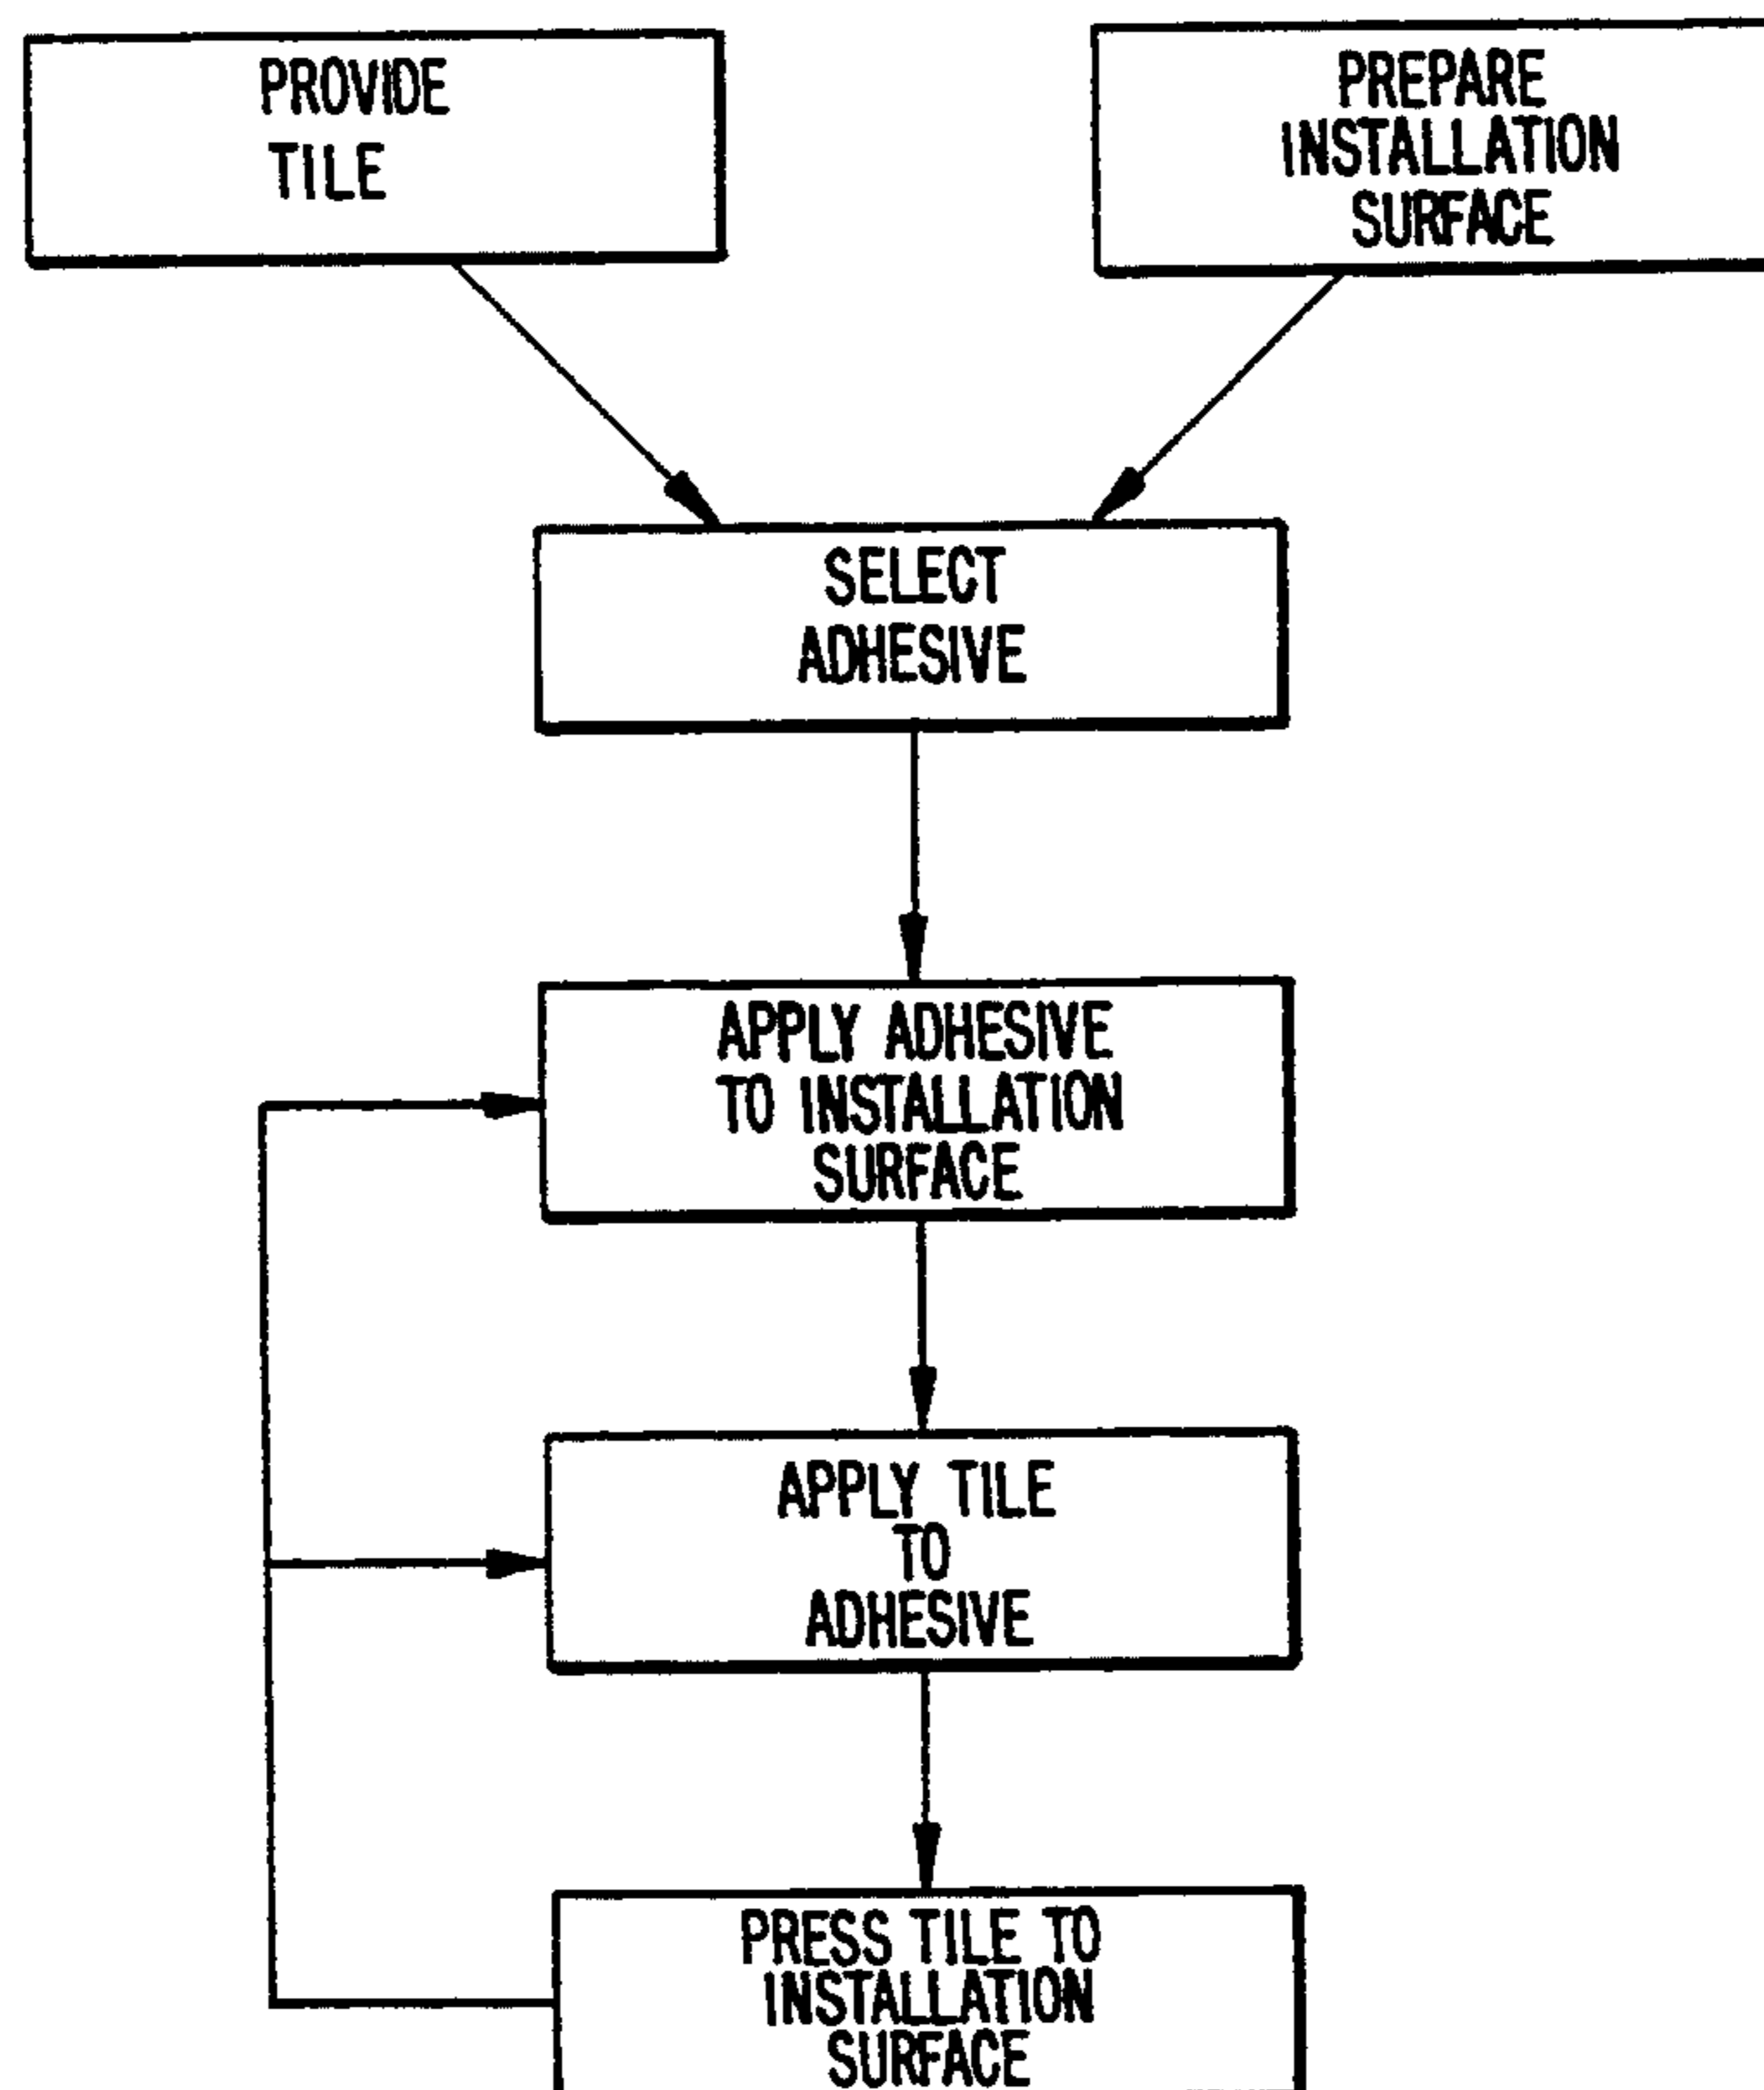 PROVIDE
TILE
PREPARE
INSTALLATION
SURFACE
SELECT
ADHESIVE
APPLY ADHESIVE
TO INSTALLATION
SURFACE
APPLY TILE
TO
ADHESIVE
PRESS TILE TO
INSTALLATION
SURFACE